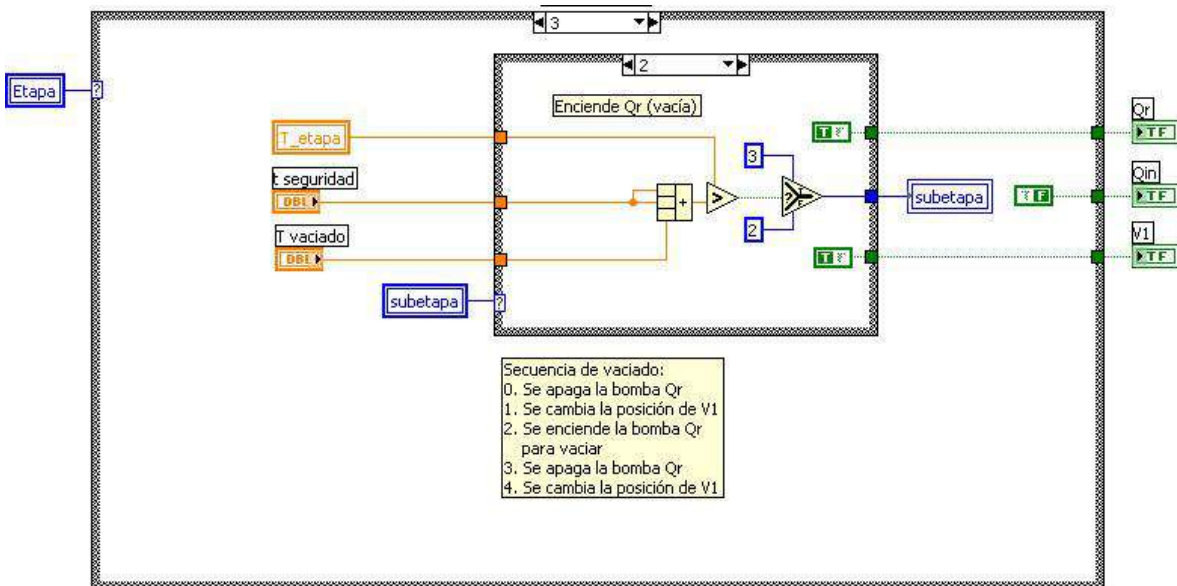 3
Etapa
?
2
Enciende Qr (vacía)
T_etapa
t seguridad
DBL
T vaciado
DBL
subetapa
?
+
>
3
2
?
T
F
T
T
subetapa
F
Qr
TF
Qin
TF
V1
TF
Secuencia de vaciado:
0. Se apaga la bomba Qr
1. Se cambia la posición de V1
2. Se enciende la bomba Qr
para vaciar
3. Se apaga la bomba Qr
4. Se cambia la posición de V1